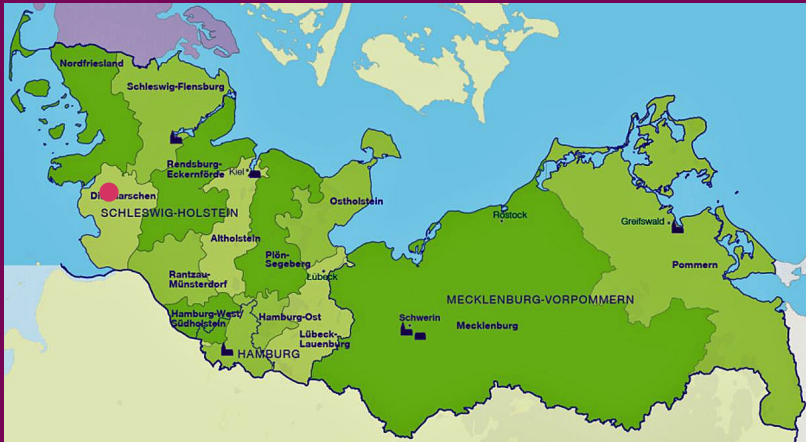 Nordfriesland
Schleswig-Flensburg
Rendsburg-
Eckernförde
Kiel
Dithmarschen
SCHLESWIG-HOLSTEIN
Ostholstein
Altholstein
Plön-
Segeberg
Lübeck
Rantzau-
Münsterdorf
Hamburg-West/
Südholstein
Hamburg-Ost
Lübeck-
Lauenburg
HAMBURG
Rostock
Greifswald
Pommern
MECKLENBURG-VORPOMMERN
Schwerin
Mecklenburg